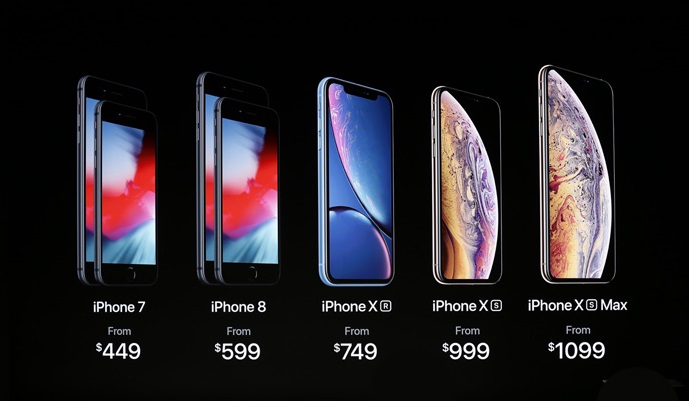 iPhone 7
From
$449
iPhone 8
From
$599
iPhone XR
From
$749
iPhone XS
From
$999
iPhone XS Max
From
$1099